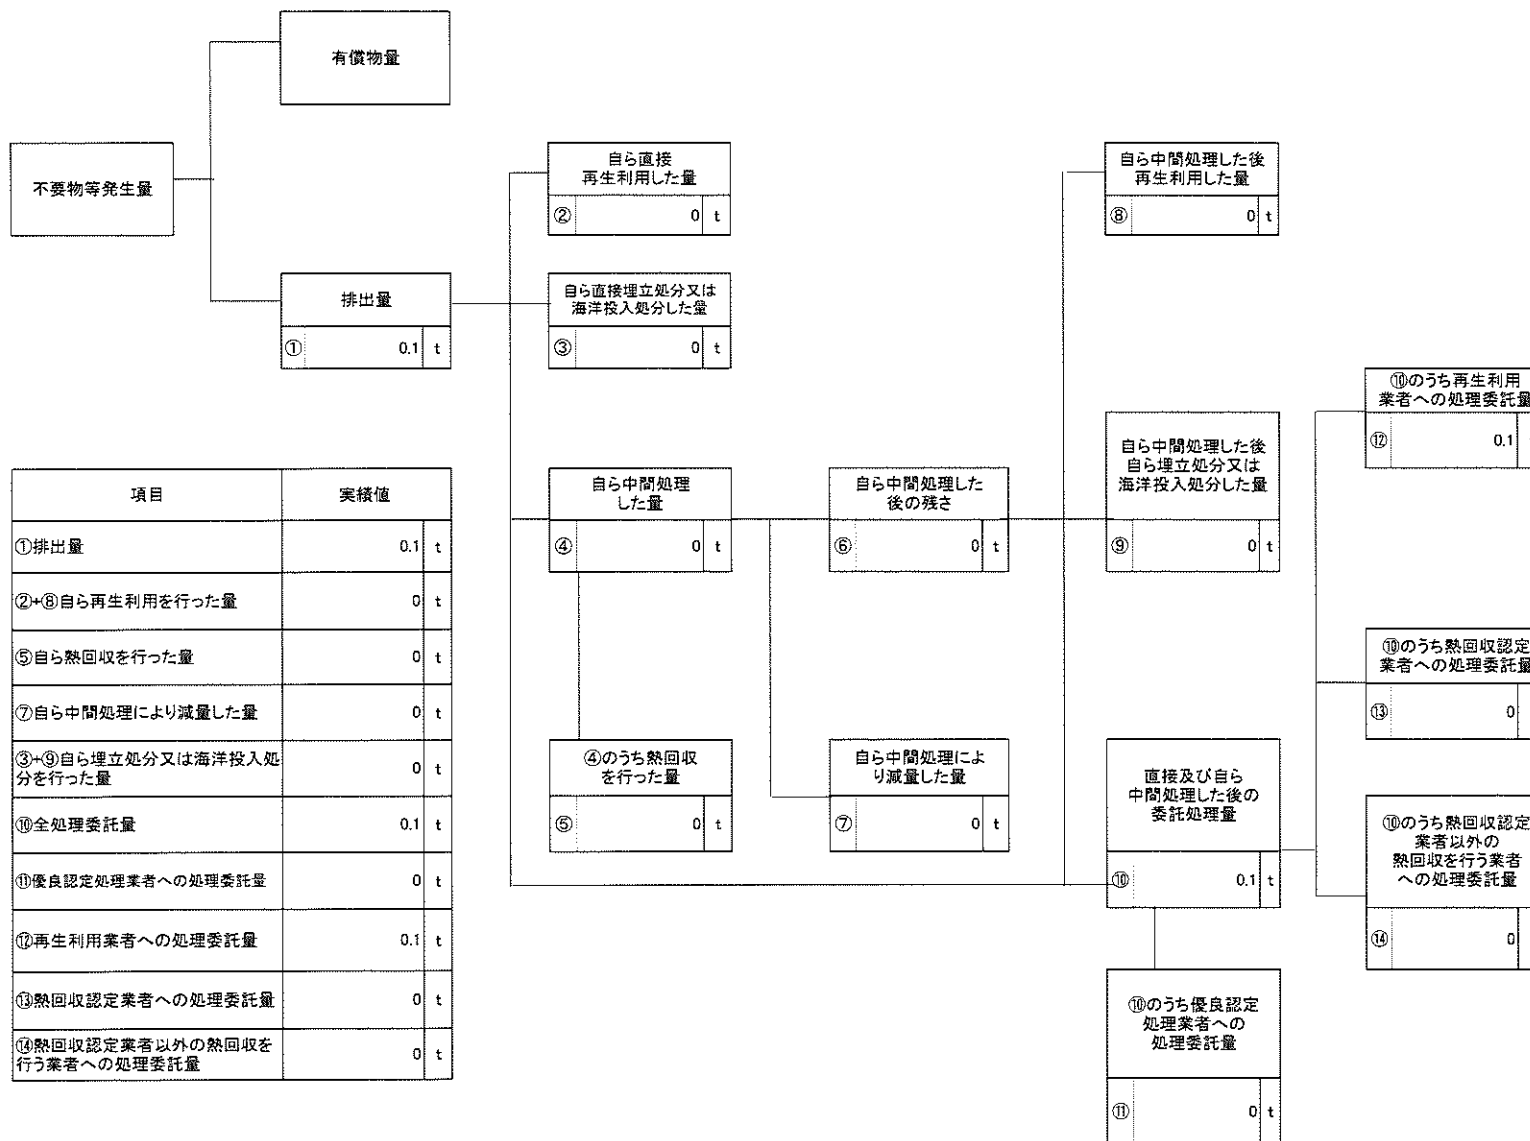 有償物量
不要物等発生量
排出量
① 0.1 t
自ら直接
再生利用した量
② 0 t
自ら直接埋立処分又は
海洋投入処分した量
③ 0 t
自ら中間処理
した量
④ 0 t
④のうち熱回収
を行った量
⑤ 0 t
自ら中間処理した
後の残さ
⑥ 0 t
自ら中間処理によ
り減量した量
⑦ 0 t
自ら中間処理した後
再生利用した量
⑧ 0 t
自ら中間処理した後
自ら埋立処分又は
海洋投入処分した量
⑨ 0 t
直接及び自ら
中間処理した後の
委託処理量
⑩ 0.1 t
⑩のうち優良認定
処理業者への
処理委託量
⑪ 0 t
⑩のうち再生利用
業者への処理委託量
⑫ 0.1
⑩のうち熱回収認定
業者への処理委託量
⑬ 0
⑩のうち熱回収認定
業者以外の
熱回収を行う業者
への処理委託量
⑭ 0
項目 実績値
①排出量 0.1 t
②+⑧自ら再生利用を行った量 0 t
⑤自ら熱回収を行った量 0 t
⑦自ら中間処理により減量した量 0 t
③+⑨自ら埋立処分又は海洋投入処
分を行った量 0 t
⑩全処理委託量 0.1 t
⑪優良認定処理業者への処理委託量 0 t
⑫再生利用業者への処理委託量 0.1 t
⑬熱回収認定業者への処理委託量 0 t
⑭熱回収認定業者以外の熱回収を
行う業者への処理委託量 0 t